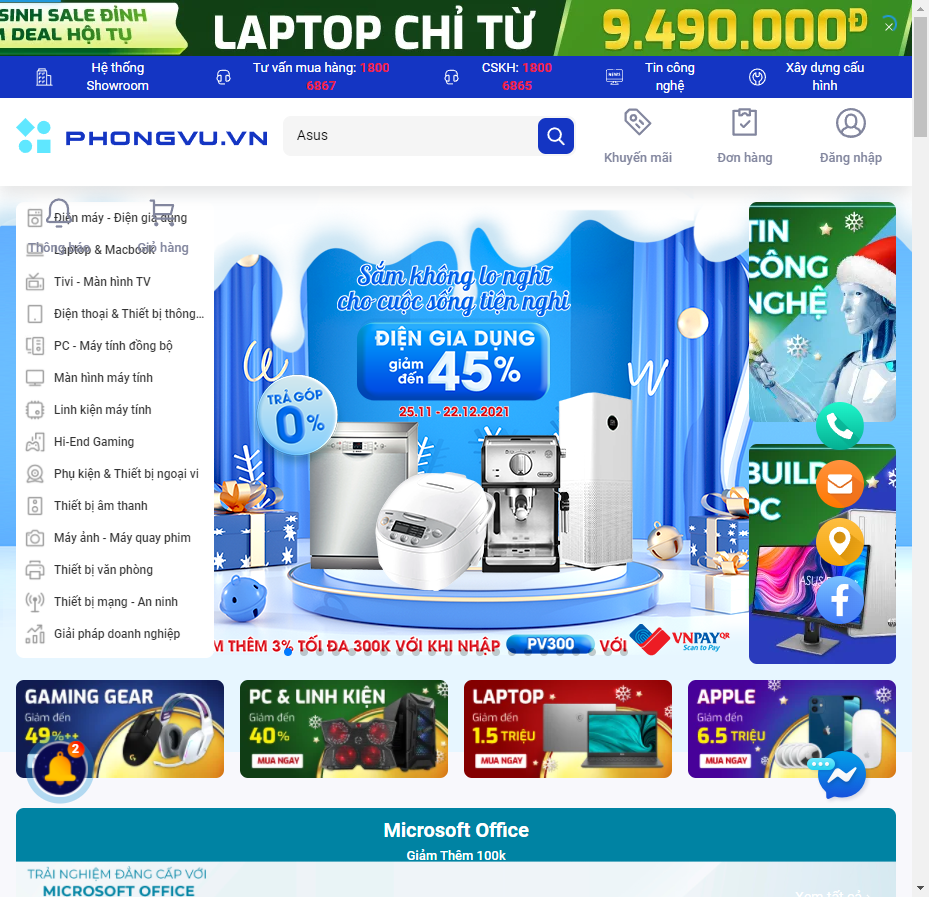 SINH SALE ĐỈNH
M DEAL HỘI TỤ
LAPTOP CHỈ TỪ
9.490.000Đ
Hệ thống
Showroom
Tư vấn mua hàng: 1800
6867
CSKH: 1800
6865
Tin công
nghệ
Xây dựng cấu
hình
PHONGVU.VN
Asus
Khuyến mãi
Đơn hàng
Đăng nhập
Thông báo
Giỏ hàng
Điện máy - Điện gia dụng
Laptop & Macbook
Tivi - Màn hình TV
Điện thoại & Thiết bị thông...
PC - Máy tính đồng bộ
Màn hình máy tính
Linh kiện máy tính
Hi-End Gaming
Phụ kiện & Thiết bị ngoại vi
Thiết bị âm thanh
Máy ảnh - Máy quay phim
Thiết bị văn phòng
Thiết bị mạng - An ninh
Giải pháp doanh nghiệp
Sắm không lo nghĩ
cho cuộc sống tiện nghi
ĐIỆN GIA DỤNG
giảm
đến
45%
25.11 - 22.12.2021
TRẢ GÓP
0%
M THÊM 3% TỐI ĐA 300K VỚI KHI NHẬP
PV300
VỚI
VNPAYQR
Scan to Pay
TIN
CÔNG
NGHỆ
BUILD
PC
ASUS
GAMING GEAR
Giảm đến
49%++
2
PC & LINH KIỆN
Giảm đến
40%
MUA NGAY
LAPTOP
Giảm đến
1.5 TRIỆU
MUA NGAY
APPLE
Giảm đến
6.5 TRIỆU
MUA NGAY
Microsoft Office
Giảm Thêm 100k
TRẢI NGHIỆM ĐẲNG CẤP VỚI
MICROSOFT OFFICE
Xem tất cả